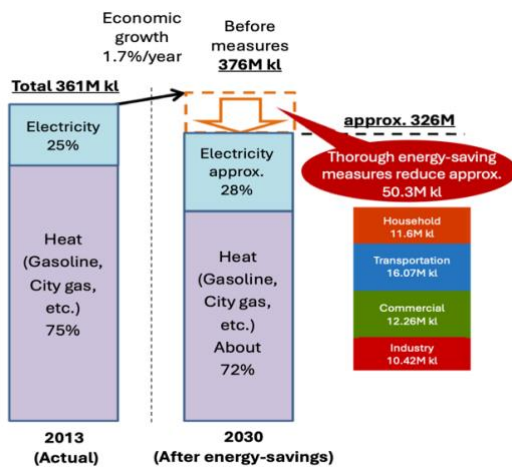 Economic
growth
1.7%/year
Before
measures
376M kl
Total 361M kl
approx. 326M
Electricity
25%
Electricity
approx.
28%
Thorough energy-saving
measures reduce approx.
50.3M kl
Heat
(Gasoline,
City gas,
etc.)
75%
Heat
(Gasoline,
City gas,
etc.)
About
72%
Household
11.6M kl
Transportation
16.07M kl
Commercial
12.26M kl
Industry
10.42M kl
2013
(Actual)
2030
(After energy-savings)